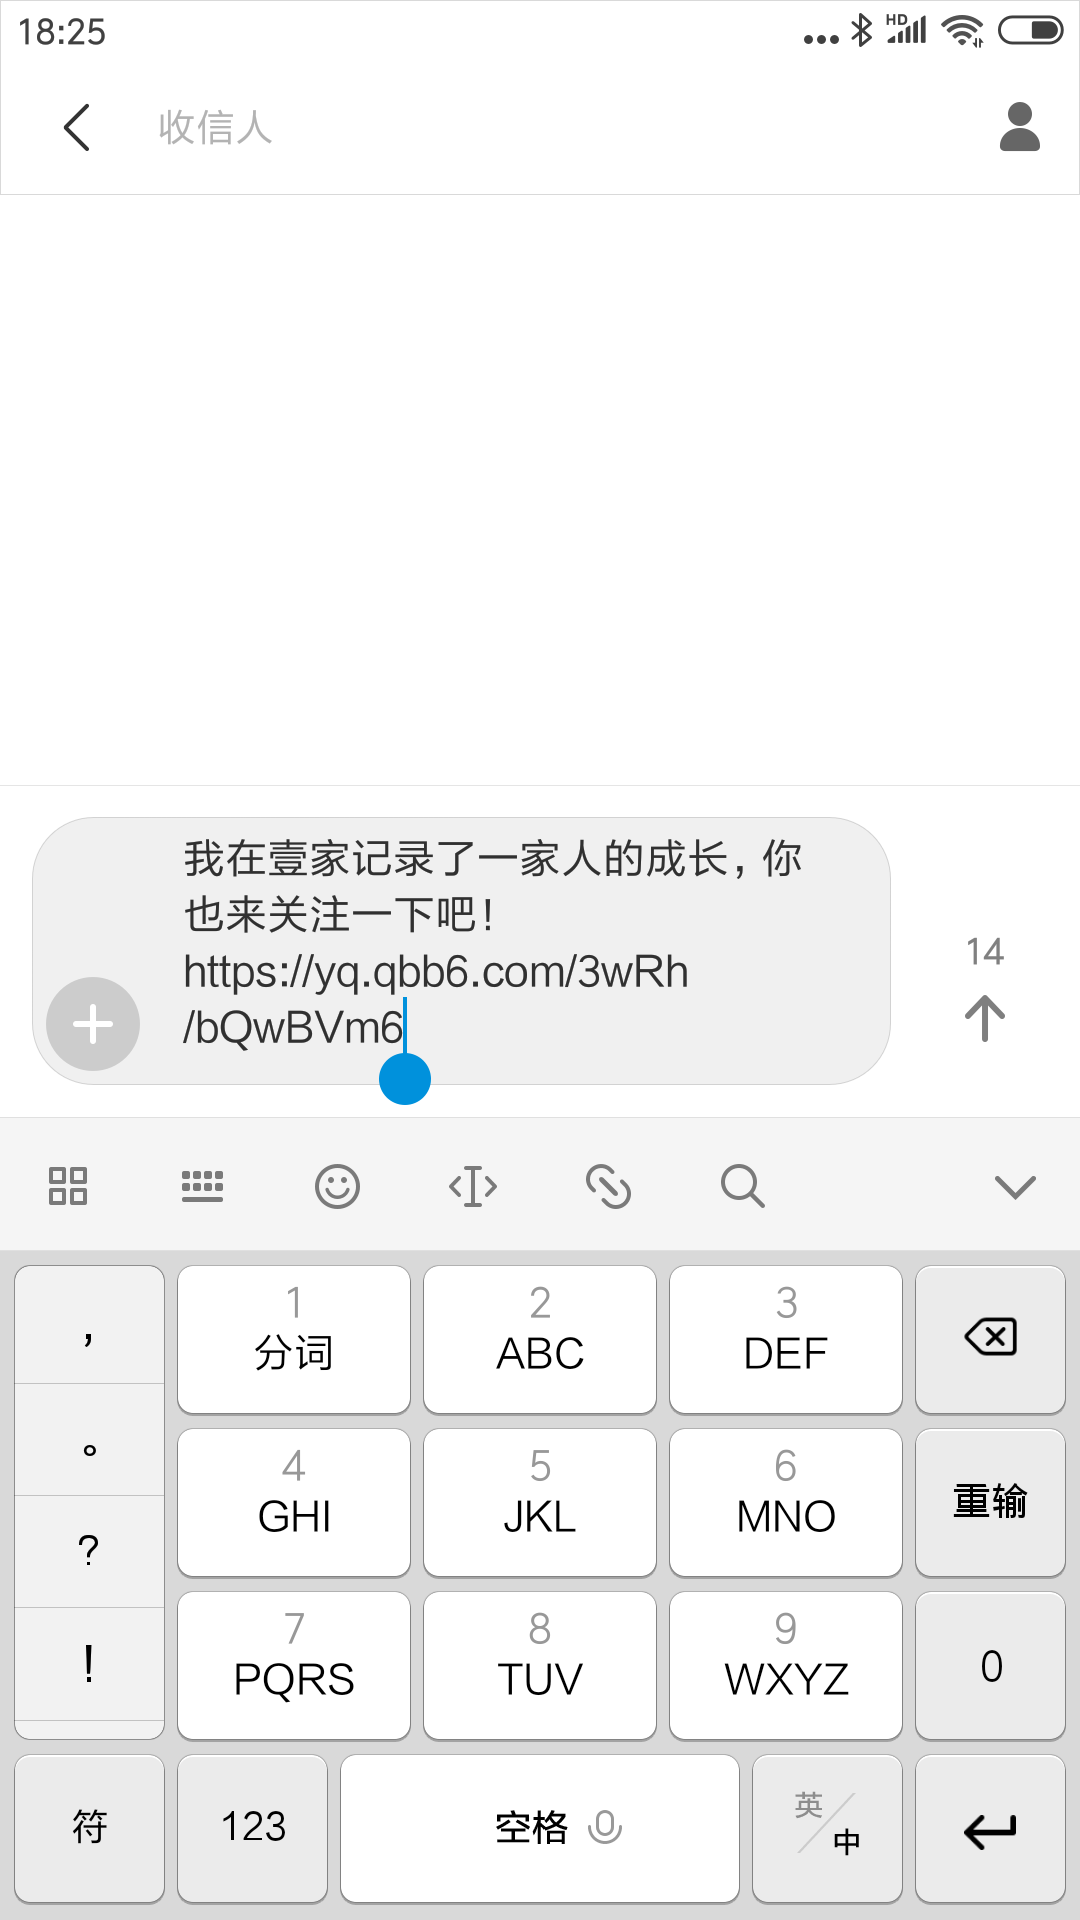 18:25
HD
收信人
我在壹家记录了一家人的成长，你
也来关注一下吧！
https://yq.qbb6.com/3wRh
/bQwBVm6
14
，
1
分词
2
ABC
3
DEF
。
4
GHI
5
JKL
6
MNO
重输
?
7
PQRS
8
TUV
9
WXYZ
0
!
符
123
空格
英
中